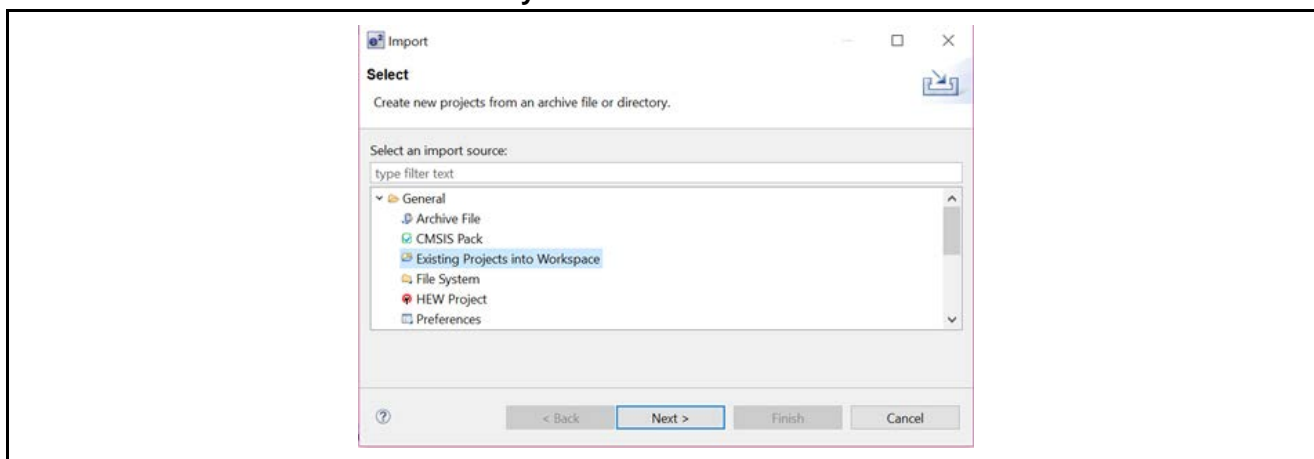 e² Import
Select
Create new projects from an archive file or directory.
Select an import source:
type filter text
General
Archive File
CMSIS Pack
Existing Projects into Workspace
File System
HEW Project
Preferences
? < Back Next > Finish Cancel